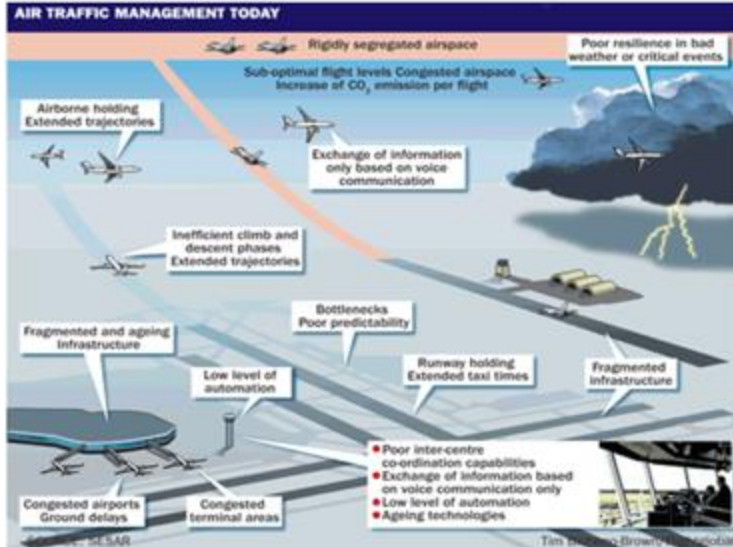 AIR TRAFFIC MANAGEMENT TODAY
Rigidly segregated airspace
Poor resilience in bad
weather or critical events
Sub-optimal flight levels Congested airspace
Increase of CO2 emission per flight
Airborne holding
Extended trajectories
Exchange of information
only based on voice
communication
Inefficient climb and
descent phases
Extended trajectories
Bottlenecks
Poor predictability
Fragmented and ageing
Infrastructure
Low level of
automation
Runway holding
Extended taxi times
Fragmented
infrastructure
• Poor inter-centre
co-ordination capabilities
• Exchange of information based
on voice communication only
• Low level of automation
• Ageing technologies
Congested airports
Ground delays
Congested
terminal areas
SOURCE: SESAR
Tim